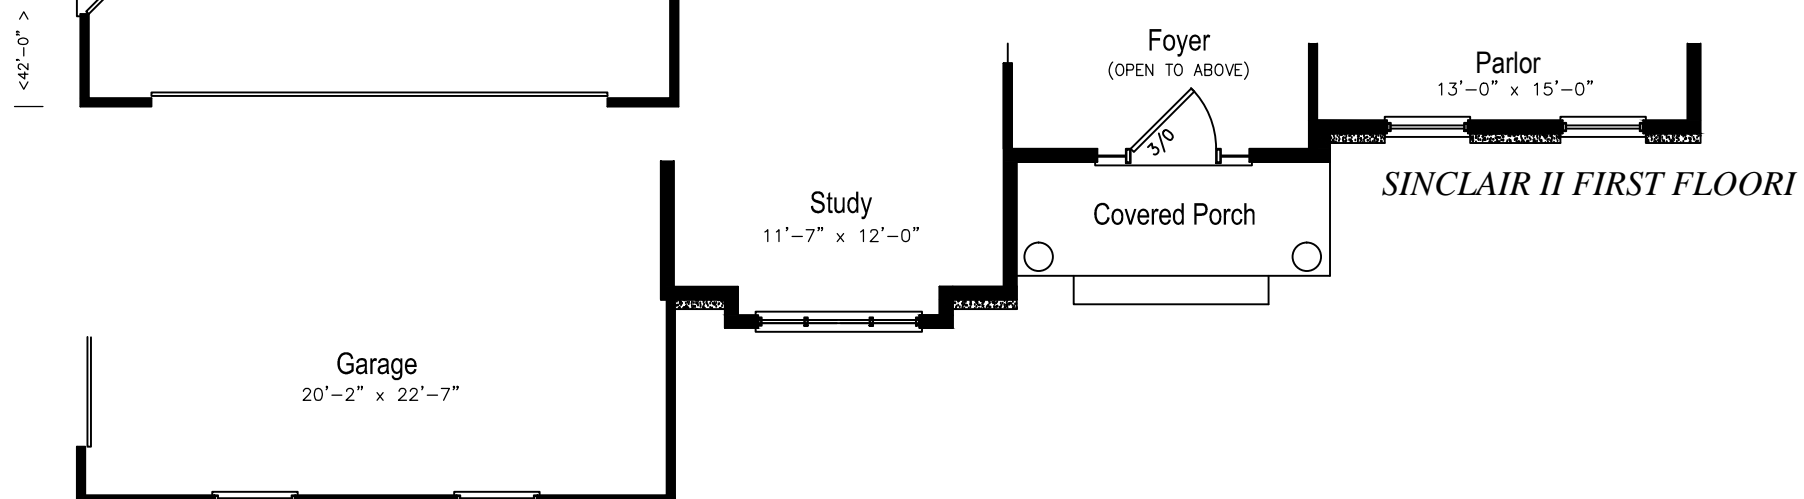 <42'-0" >
Foyer
(OPEN TO ABOVE)
3/0
Parlor
13'-0" x 15'-0"
SINCLAIR II FIRST FLOORI
Study
11'-7" x 12'-0"
Covered Porch
Garage
20'-2" x 22'-7"